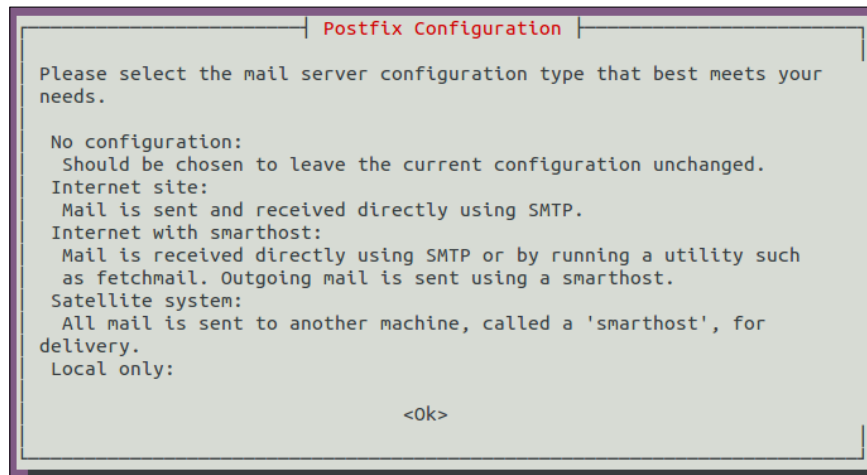 Postfix Configuration
Please select the mail server configuration type that best meets your
needs.
No configuration:
Should be chosen to leave the current configuration unchanged.
Internet site:
Mail is sent and received directly using SMTP.
Internet with smarthost:
Mail is received directly using SMTP or by running a utility such
as fetchmail. Outgoing mail is sent using a smarthost.
Satellite system:
All mail is sent to another machine, called a 'smarthost', for
delivery.
Local only:
<Ok>